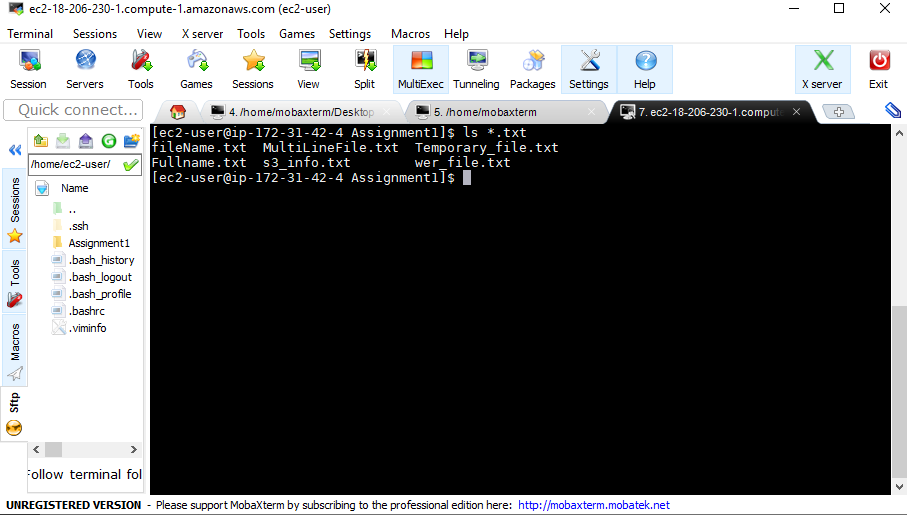 ec2-18-206-230-1.compute-1.amazonaws.com (ec2-user)
Terminal Sessions View X server Tools Games Settings Macros Help
Session Servers Tools Games Sessions View Split MultiExec Tunneling Packages Settings Help X server Exit
Quick connect...
4. /home/mobaxterm/Desktop
5. /home/mobaxterm
7. ec2-18-206-230-1.compute
Sessions
Tools
Macros
Sftp
/home/ec2-user/
Name
..
.ssh
Assignment1
.bash_history
.bash_logout
.bash_profile
.bashrc
.viminfo
Follow terminal fol
[ec2-user@ip-172-31-42-4 Assignment1]$ ls *.txt
fileName.txt MultiLineFile.txt Temporary_file.txt
Fullname.txt s3_info.txt wer_file.txt
[ec2-user@ip-172-31-42-4 Assignment1]$
UNREGISTERED VERSION - Please support MobaXterm by subscribing to the professional edition here: http://mobaxterm.mobatek.net